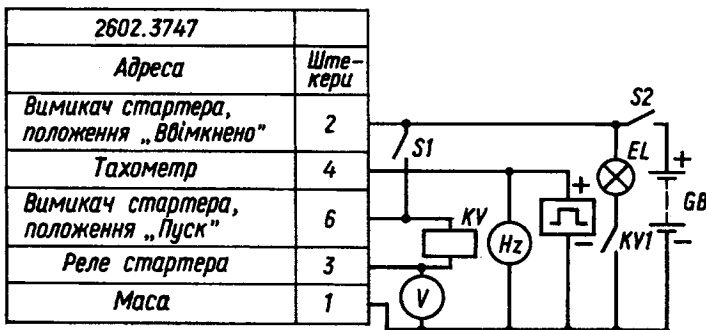 2602.3747
Адреса
Ште-
кери
Вимикач стартера,
положення „Ввімкнено"
2
Тахометр
4
Вимикач стартера,
положення „Пуск"
6
Реле стартера
3
Маса
1
S1
KV
V
Hz
+
−
EL
KV1
S2
+
GB
−